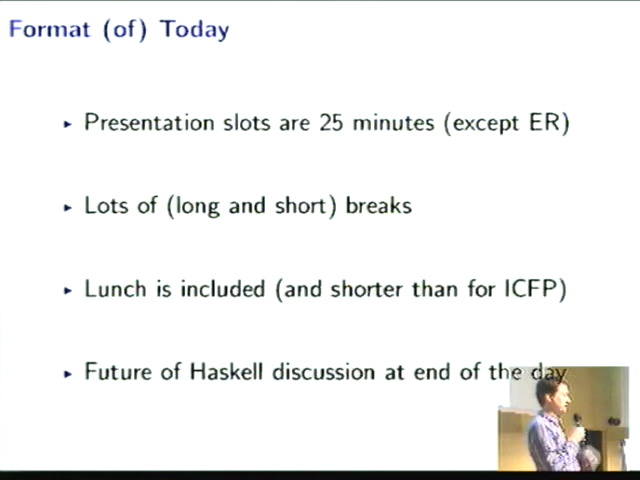 Format (of) Today
Presentation slots are 25 minutes (except ER)
Lots of (long and short) breaks
Lunch is included (and shorter than for ICFP)
Future of Haskell discussion at end of the day